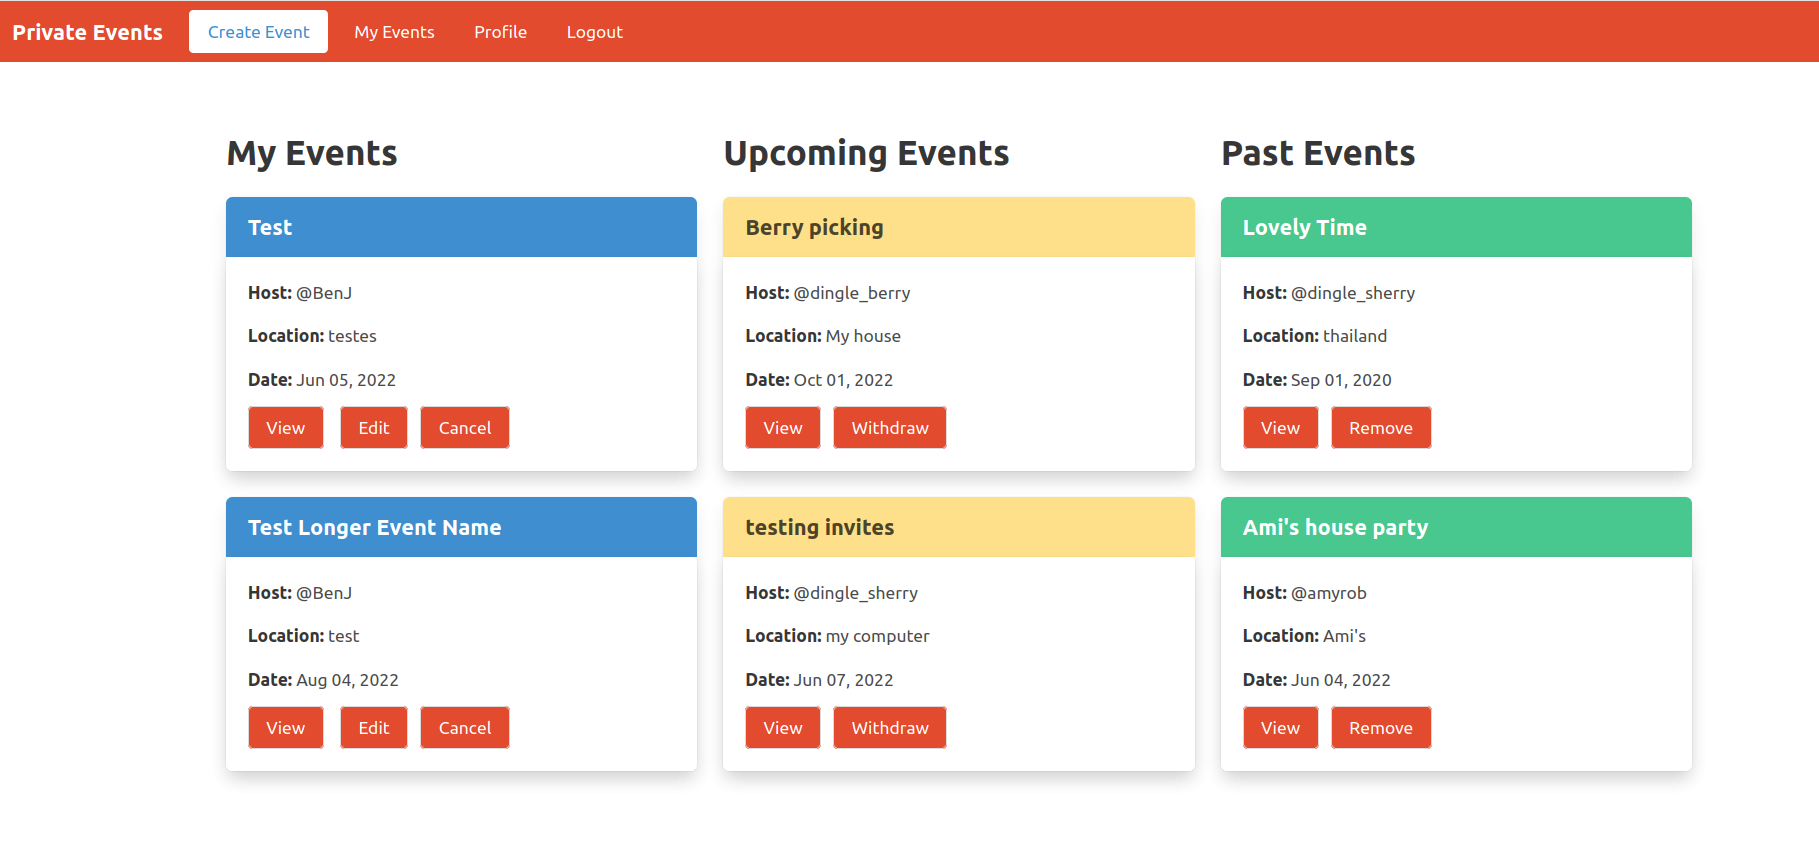 Private Events Create Event My Events Profile Logout
My Events
Test
Host: @BenJ
Location: testes
Date: Jun 05, 2022
View Edit Cancel
Test Longer Event Name
Host: @BenJ
Location: test
Date: Aug 04, 2022
View Edit Cancel
Upcoming Events
Berry picking
Host: @dingle_berry
Location: My house
Date: Oct 01, 2022
View Withdraw
testing invites
Host: @dingle_sherry
Location: my computer
Date: Jun 07, 2022
View Withdraw
Past Events
Lovely Time
Host: @dingle_sherry
Location: thailand
Date: Sep 01, 2020
View Remove
Ami's house party
Host: @amyrob
Location: Ami's
Date: Jun 04, 2022
View Remove